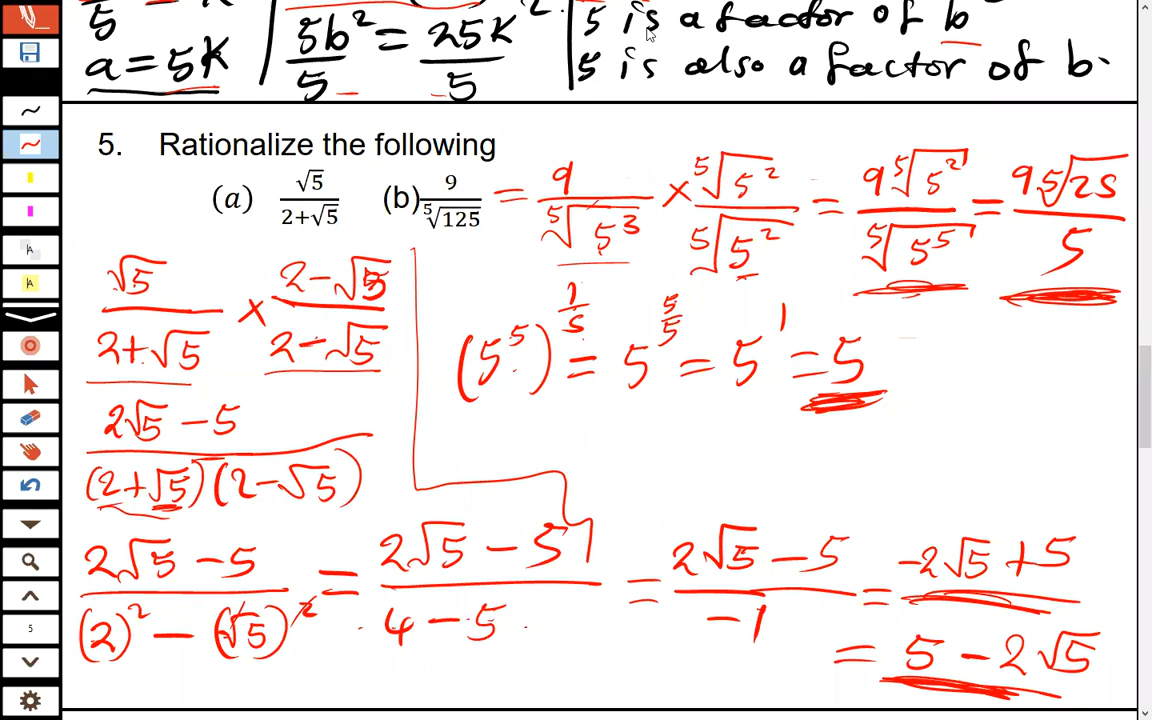 5
a = 5K
5b² = 25K²
5 5
5 is a factor of b
5 is also a factor of b.
5. Rationalize the following
(a) √5/(2+√5) (b) 9/⁵√125 = 9/⁵√5³ × ⁵√5²/⁵√5² = 9⁵√5²/⁵√5⁵ = 9⁵√25/5
√5/(2+√5) × (2-√5)/(2-√5)
(5⁵)^(1/5) = 5^(5/5) = 5¹ = 5
(2√5 - 5)/((2+√5)(2-√5))
(2√5 - 5)/((2)² - (√5)²) = (2√5 - 5)/(4 - 5) = (2√5 - 5)/(-1) = -2√5 + 5
= 5 - 2√5
5